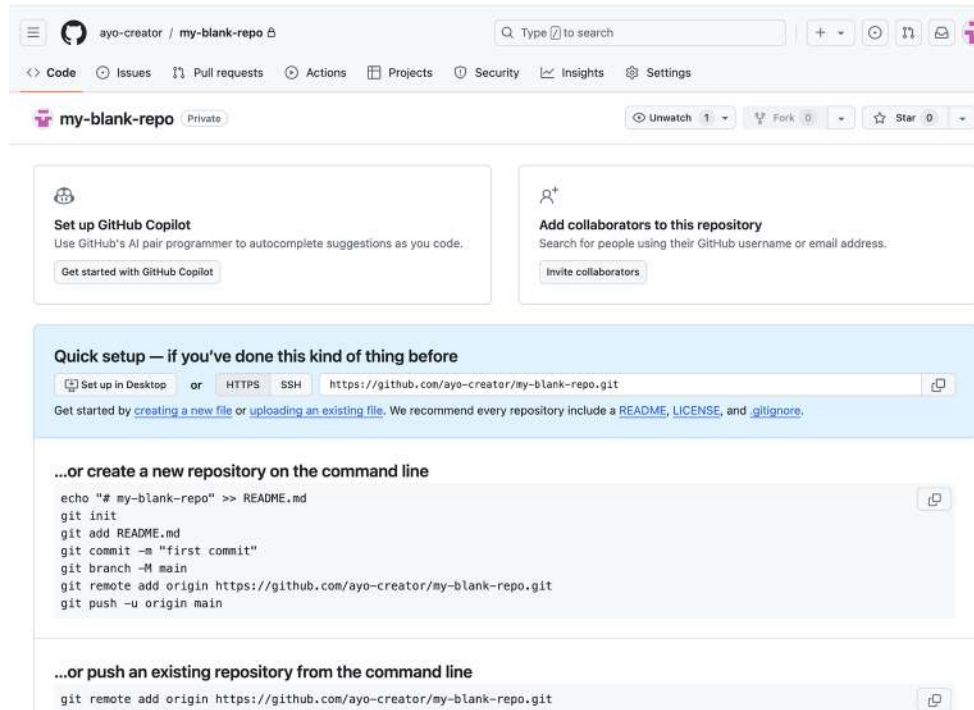 ayo-creator / my-blank-repo
Type / to search
Code Issues Pull requests Actions Projects Security Insights Settings
my-blank-repo Private
Unwatch 1 Fork 0 Star 0
Set up GitHub Copilot
Use GitHub's AI pair programmer to autocomplete suggestions as you code.
Get started with GitHub Copilot
Add collaborators to this repository
Search for people using their GitHub username or email address.
Invite collaborators
Quick setup — if you've done this kind of thing before
Set up in Desktop or HTTPS SSH https://github.com/ayo-creator/my-blank-repo.git
Get started by creating a new file or uploading an existing file. We recommend every repository include a README, LICENSE, and .gitignore.
...or create a new repository on the command line
echo "# my-blank-repo" >> README.md
git init
git add README.md
git commit -m "first commit"
git branch -M main
git remote add origin https://github.com/ayo-creator/my-blank-repo.git
git push -u origin main
...or push an existing repository from the command line
git remote add origin https://github.com/ayo-creator/my-blank-repo.git